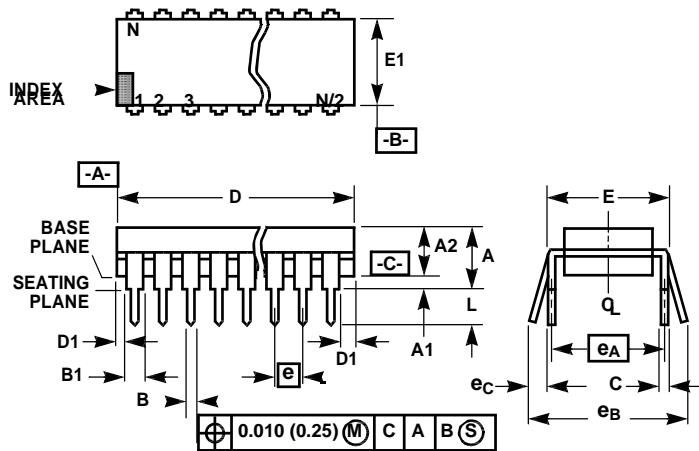 N
E1
INDEX
AREA
1 2 3 N/2
-B-
-A-
D
E
BASE
PLANE
A2
A
-C-
SEATING
PLANE
L
CL
D1
A1
D1
eA
B1
e
eC
C
B
eB
0.010 (0.25) M C A B S